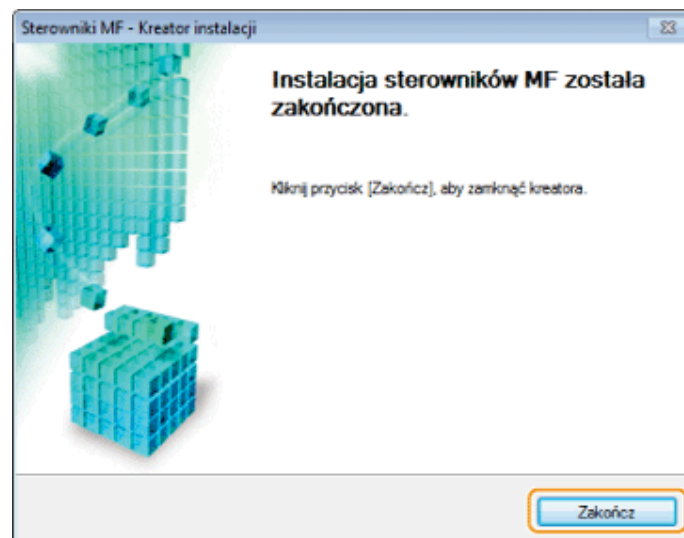 Sterowniki MF - Kreator instalacji
Instalacja sterowników MF została
zakończona.
Kliknij przycisk [Zakończ], aby zamknąć kreatora.
Zakończ